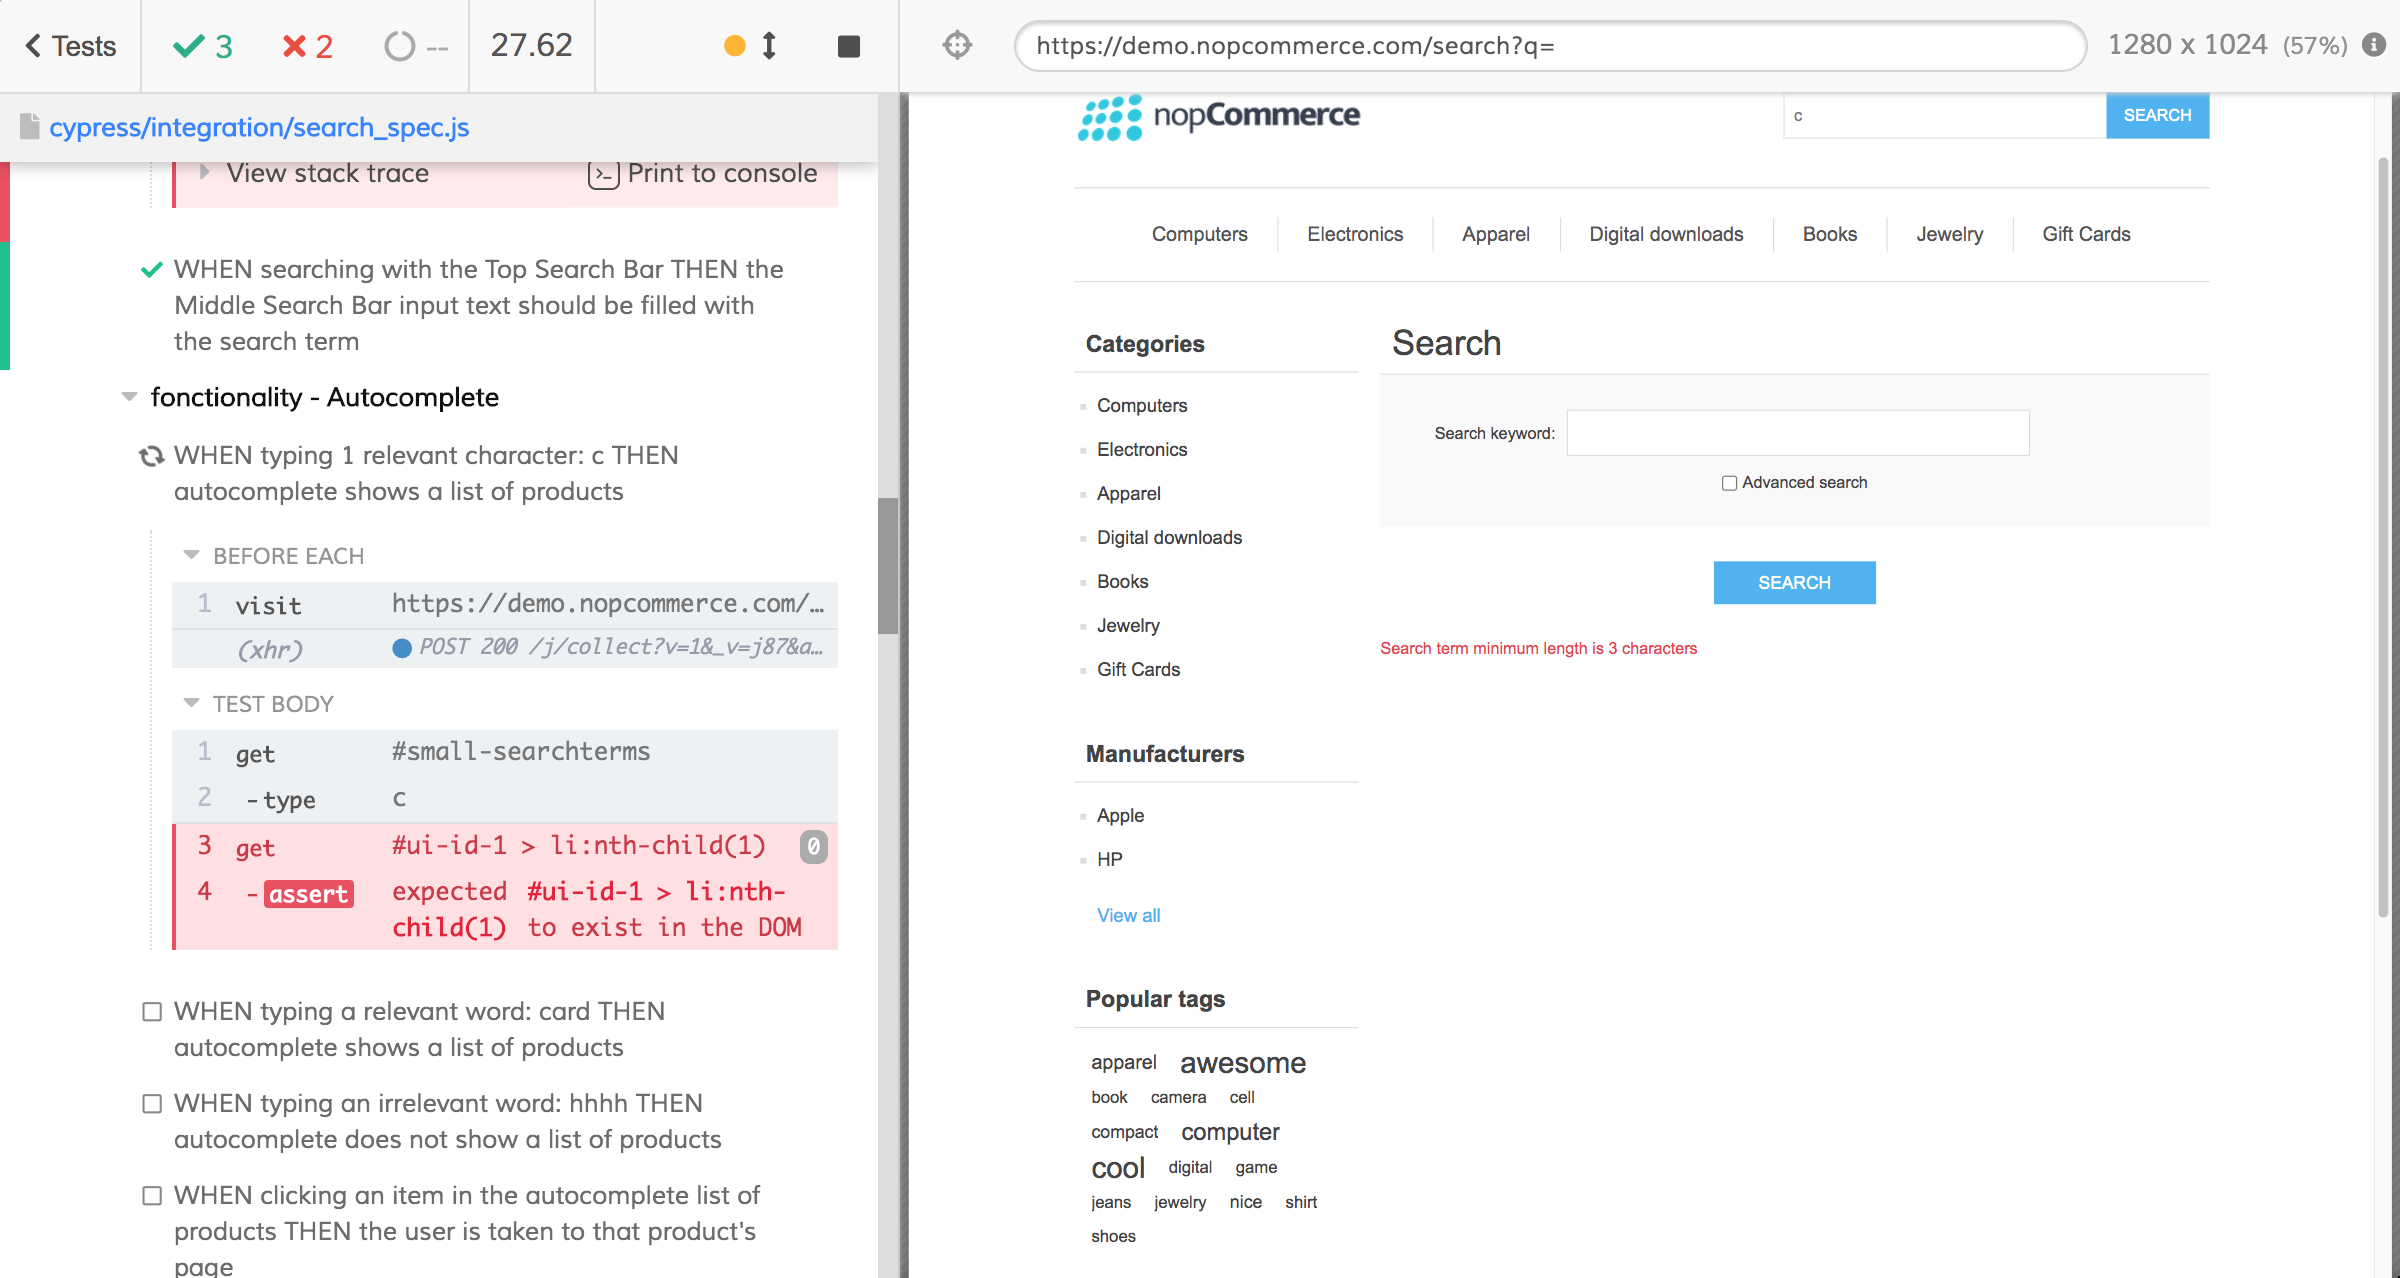 Tests
3
2
--
27.62
https://demo.nopcommerce.com/search?q=
1280 x 1024 (57%)
cypress/integration/search_spec.js
View stack trace
Print to console
WHEN searching with the Top Search Bar THEN the
Middle Search Bar input text should be filled with
the search term
fonctionality - Autocomplete
WHEN typing 1 relevant character: c THEN
autocomplete shows a list of products
BEFORE EACH
1 visit https://demo.nopcommerce.com/…
(xhr) POST 200 /j/collect?v=1&_v=j87&a…
TEST BODY
1 get #small-searchterms
2 -type c
3 get #ui-id-1 > li:nth-child(1) 0
4 -assert expected #ui-id-1 > li:nth-
child(1) to exist in the DOM
WHEN typing a relevant word: card THEN
autocomplete shows a list of products
WHEN typing an irrelevant word: hhhh THEN
autocomplete does not show a list of products
WHEN clicking an item in the autocomplete list of
products THEN the user is taken to that product's
page
nopCommerce
c
SEARCH
Computers Electronics Apparel Digital downloads Books Jewelry Gift Cards
Categories
Computers
Electronics
Apparel
Digital downloads
Books
Jewelry
Gift Cards
Manufacturers
Apple
HP
View all
Popular tags
apparel awesome
book camera cell
compact computer
cool digital game
jeans jewelry nice shirt
shoes
Search
Search keyword:
Advanced search
SEARCH
Search term minimum length is 3 characters